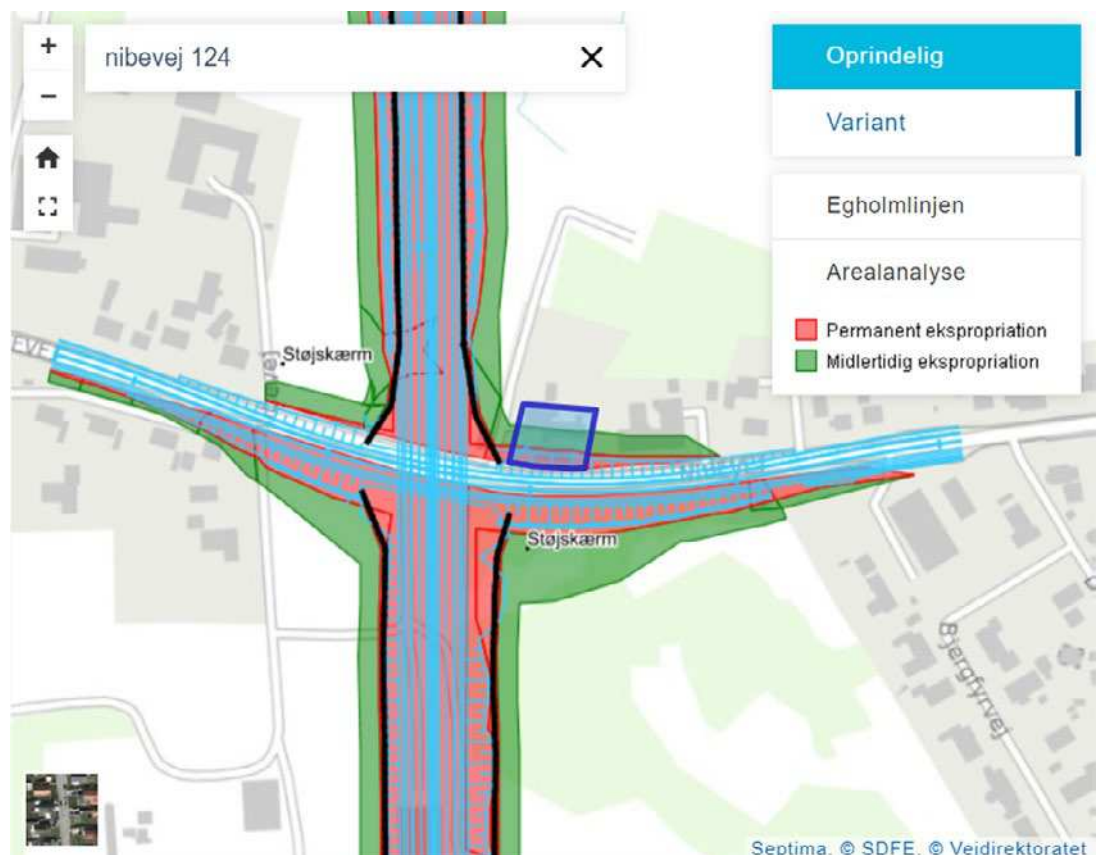 +
nibevej 124
−
Oprindelig
Variant
Egholmlinjen
Arealanalyse
Permanent ekspropriation
Midlertidig ekspropriation
Støjskærm
Støjskærm
Bjergfyrvej
Septima, © SDFE, © Vejdirektoratet